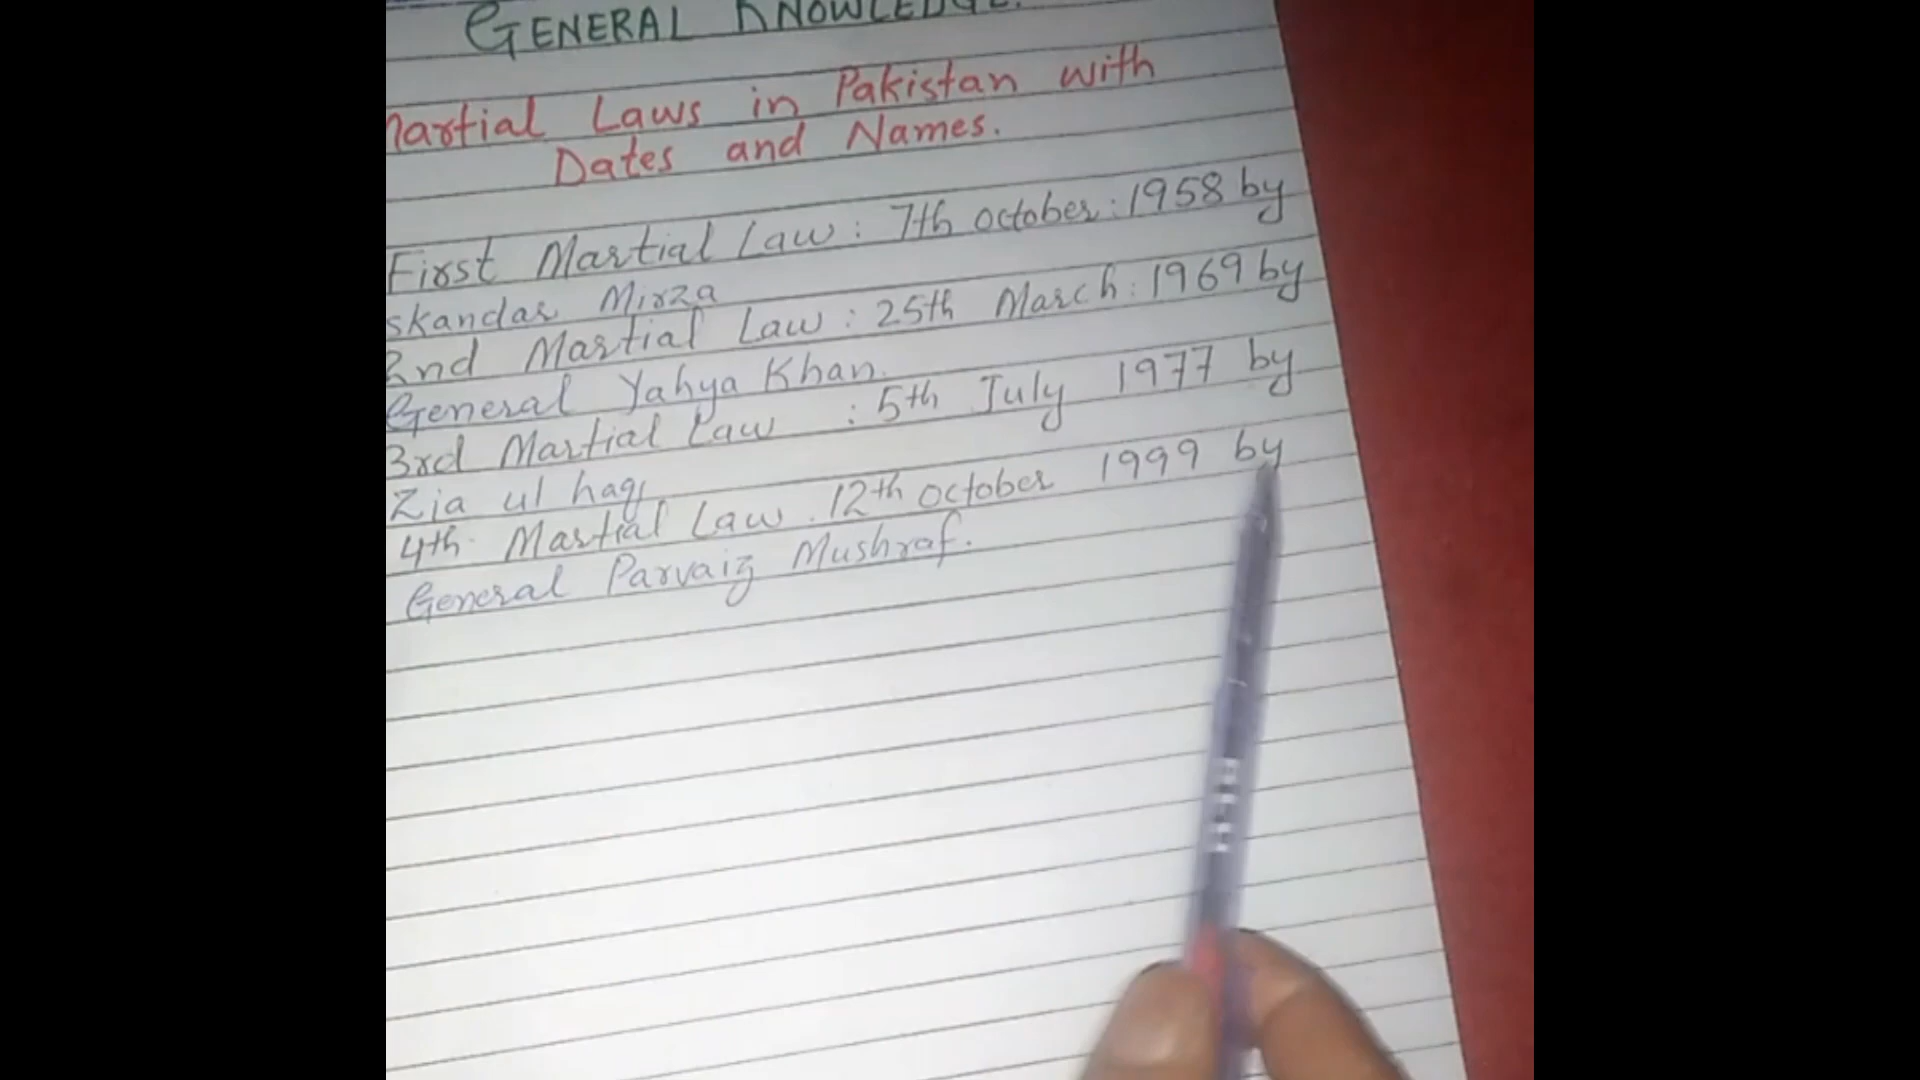 GENERAL KNOWLEDGE.
Martial Laws in Pakistan with
Dates and Names.
First Martial Law : 7th october : 1958 by
skandar Mirza
2nd Martial Law : 25th March : 1969 by
General Yahya Khan.
3rd Martial Law : 5th July 1977 by
Zia ul haq
4th Martial Law . 12th october 1999 by
General Parvaiz Mushraf.